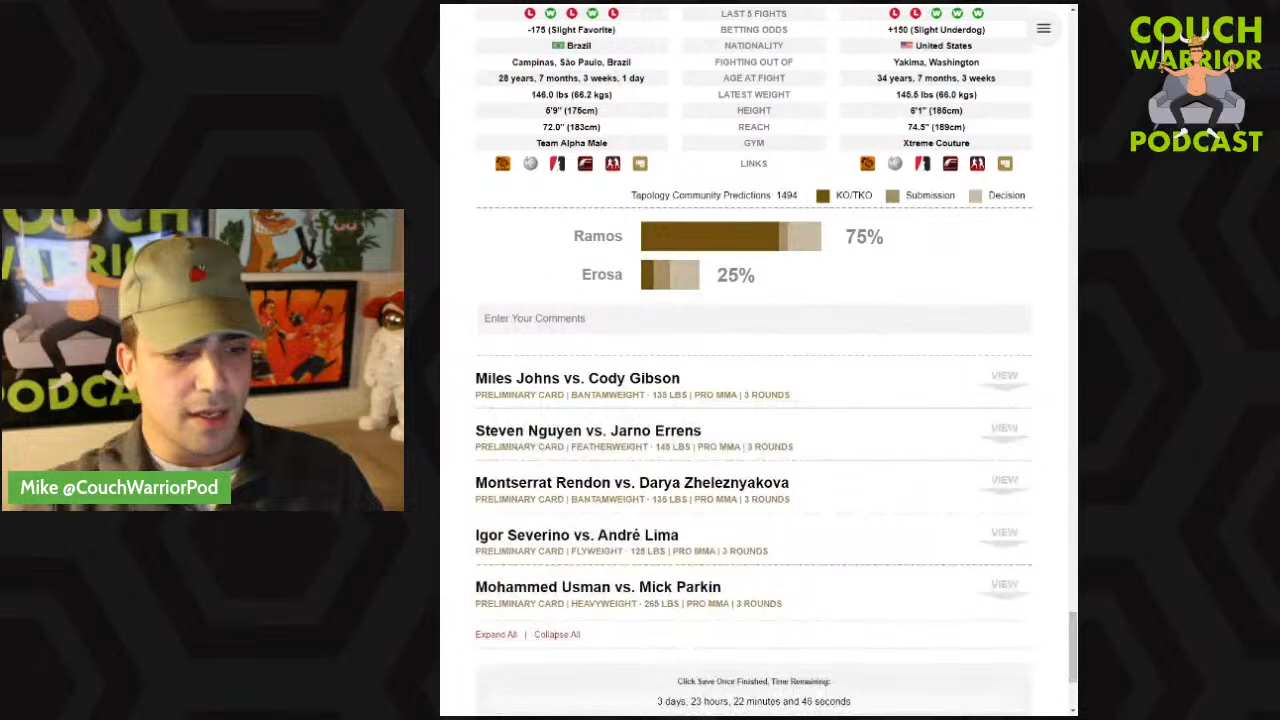 L W L W L LAST 5 FIGHTS L L W W W
-175 (Slight Favorite) BETTING ODDS +150 (Slight Underdog)
Brazil NATIONALITY United States
Campinas, São Paulo, Brazil FIGHTING OUT OF Yakima, Washington
28 years, 7 months, 3 weeks, 1 day AGE AT FIGHT 34 years, 7 months, 3 weeks
146.0 lbs (66.2 kgs) LATEST WEIGHT 145.5 lbs (66.0 kgs)
5'9" (175cm) HEIGHT 6'1" (185cm)
72.0" (183cm) REACH 74.5" (189cm)
Team Alpha Male GYM Xtreme Couture
LINKS
Tapology Community Predictions: 1494 KO/TKO Submission Decision
Ramos 75%
Erosa 25%
Enter Your Comments
Miles Johns vs. Cody Gibson VIEW
PRELIMINARY CARD | BANTAMWEIGHT · 135 LBS | PRO MMA | 3 ROUNDS
Steven Nguyen vs. Jarno Errens VIEW
PRELIMINARY CARD | FEATHERWEIGHT · 145 LBS | PRO MMA | 3 ROUNDS
Montserrat Rendon vs. Darya Zheleznyakova VIEW
PRELIMINARY CARD | BANTAMWEIGHT · 135 LBS | PRO MMA | 3 ROUNDS
Igor Severino vs. André Lima VIEW
PRELIMINARY CARD | FLYWEIGHT · 125 LBS | PRO MMA | 3 ROUNDS
Mohammed Usman vs. Mick Parkin VIEW
PRELIMINARY CARD | HEAVYWEIGHT · 265 LBS | PRO MMA | 3 ROUNDS
Expand All | Collapse All
Click Save Once Finished, Time Remaining:
3 days, 23 hours, 22 minutes and 46 seconds
COUCH
WARRIOR
PODCAST
Mike @CouchWarriorPod